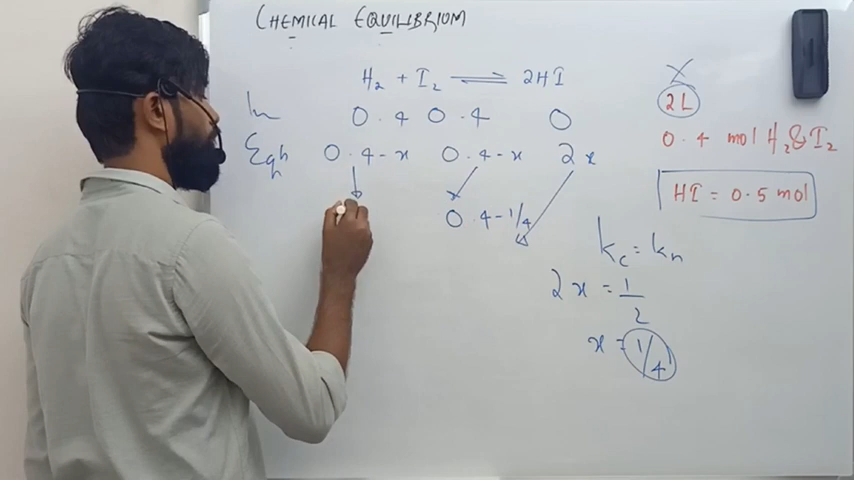 CHEMICAL EQUILIBRIUM
H₂ + I₂ ⇌ 2HI
In 0.4 0.4 0
Eqb 0.4-x 0.4-x 2x
0.4-1/4
2L
0.4 mol H₂ & I₂
HI = 0.5 mol
Kc = Kn
2x = 1/2
x = 1/4